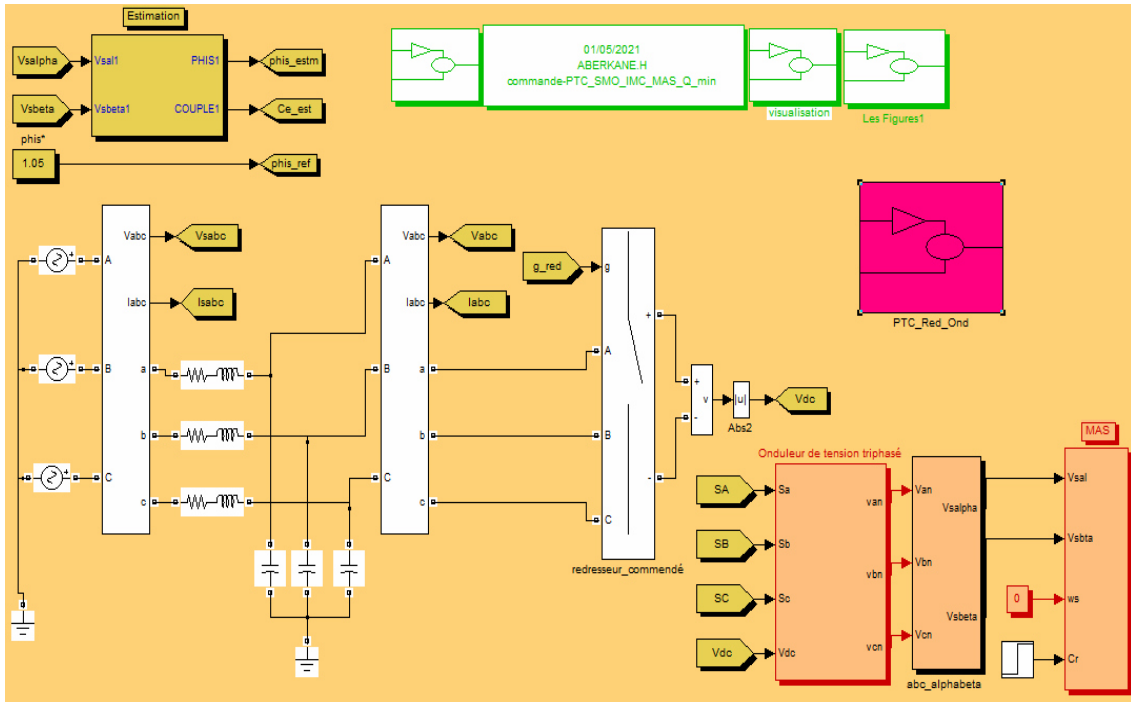 Estimation
Vsalpha
Vsal1
PHIS1
phis_estm
Vsbeta
Vsbeta1
COUPLE1
Ce_est
phis*
1.05
phis_ref
01/05/2021
ABERKANE.H
commande-PTC_SMO_IMC_MAS_Q_min
visualisation
Les Figures1
PTC_Red_Ond
Vabc
Vsabc
A
+
Iabc
Isabc
B
+
a
b
C
+
c
Vabc
Vabc
A
Iabc
Iabc
B
a
b
C
c
g_red
g
+
A
B
-
C
redresseur_commendé
+
v
-
|u|
Abs2
Vdc
Onduleur de tension triphasé
SA
Sa
van
SB
Sb
vbn
SC
Sc
vcn
Vdc
Vdc
Van
Vsalpha
Vbn
Vsbeta
Vcn
abc_alphabeta
MAS
Vsal
Vsbta
0
ws
Cr